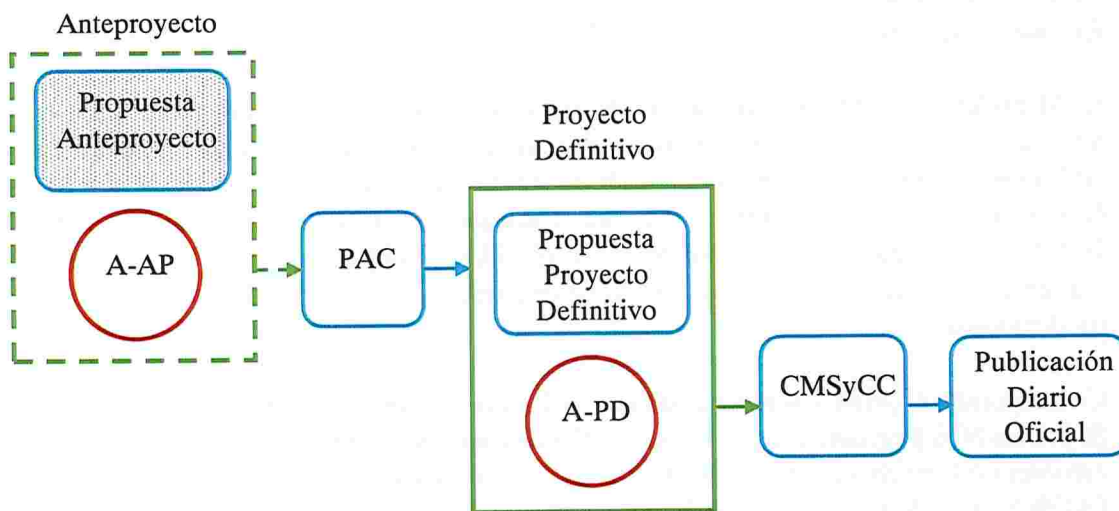 Anteproyecto
Propuesta
Anteproyecto
A-AP
PAC
Proyecto
Definitivo
Propuesta
Proyecto
Definitivo
A-PD
CMSyCC
Publicación
Diario
Oficial